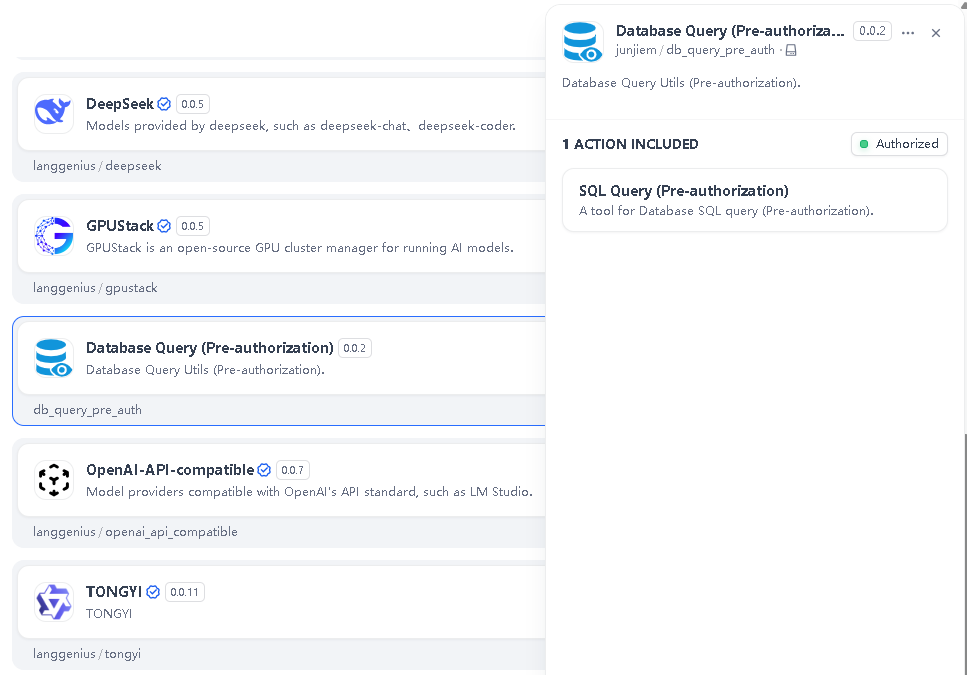 DeepSeek 0.0.5
Models provided by deepseek, such as deepseek-chat、deepseek-coder.
langgenius / deepseek
GPUStack 0.0.5
GPUStack is an open-source GPU cluster manager for running AI models.
langgenius / gpustack
Database Query (Pre-authorization) 0.0.2
Database Query Utils (Pre-authorization).
db_query_pre_auth
OpenAI-API-compatible 0.0.7
Model providers compatible with OpenAI's API standard, such as LM Studio.
langgenius / openai_api_compatible
TONGYI 0.0.11
TONGYI
langgenius / tongyi
Database Query (Pre-authoriza... 0.0.2
junjiem / db_query_pre_auth ·
Database Query Utils (Pre-authorization).
1 ACTION INCLUDED Authorized
SQL Query (Pre-authorization)
A tool for Database SQL query (Pre-authorization).